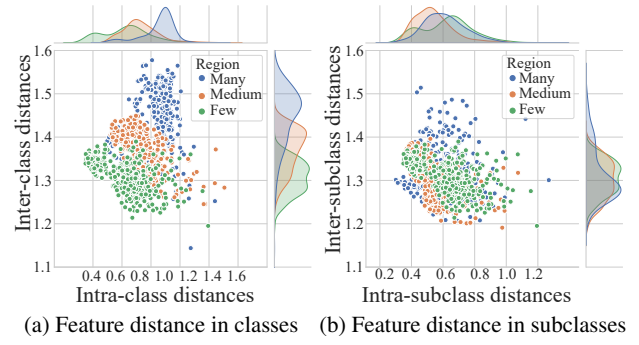 Inter-class distances
1.6
1.5
1.4
1.3
1.2
1.1
Region
Many
Medium
Few
0.4 0.6 0.8 1.0 1.2 1.4 1.6
Intra-class distances
(a) Feature distance in classes
Inter-subclass distances
1.6
1.5
1.4
1.3
1.2
1.1
Region
Many
Medium
Few
0.2 0.4 0.6 0.8 1.0 1.2
Intra-subclass distances
(b) Feature distance in subclasses